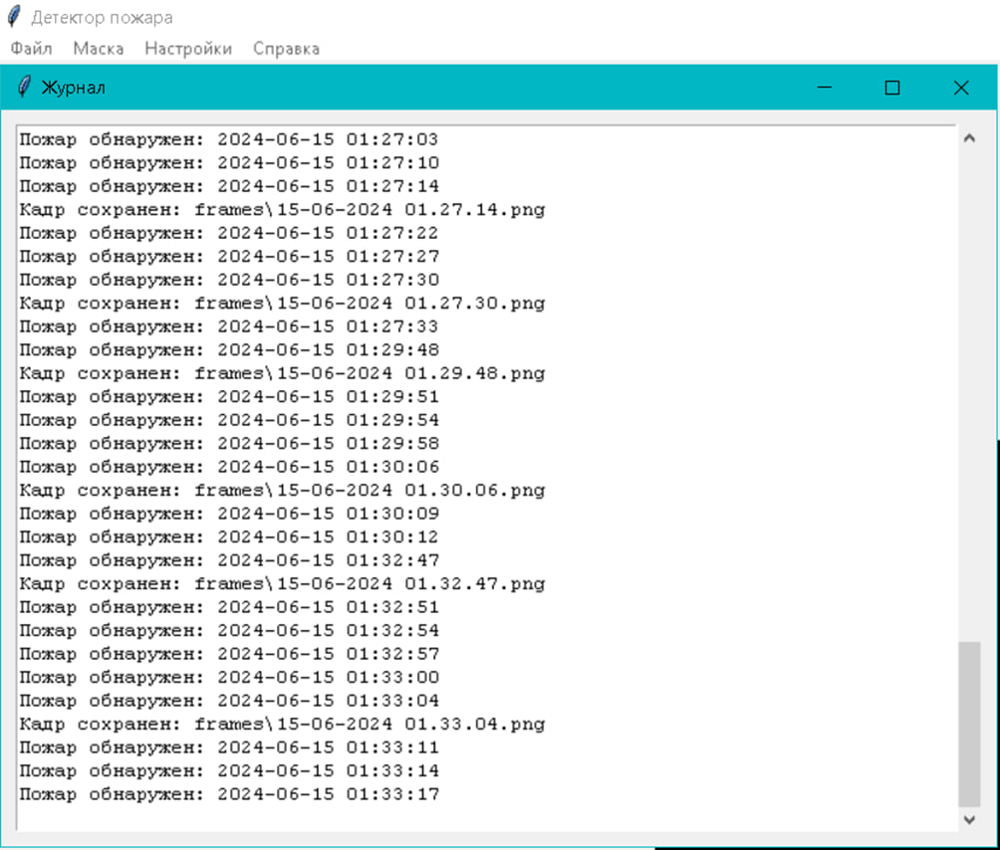 Детектор пожара
Файл Маска Настройки Справка
Журнал
Пожар обнаружен: 2024-06-15 01:27:03
Пожар обнаружен: 2024-06-15 01:27:10
Пожар обнаружен: 2024-06-15 01:27:14
Кадр сохранен: frames\15-06-2024 01.27.14.png
Пожар обнаружен: 2024-06-15 01:27:22
Пожар обнаружен: 2024-06-15 01:27:27
Пожар обнаружен: 2024-06-15 01:27:30
Кадр сохранен: frames\15-06-2024 01.27.30.png
Пожар обнаружен: 2024-06-15 01:27:33
Пожар обнаружен: 2024-06-15 01:29:48
Кадр сохранен: frames\15-06-2024 01.29.48.png
Пожар обнаружен: 2024-06-15 01:29:51
Пожар обнаружен: 2024-06-15 01:29:54
Пожар обнаружен: 2024-06-15 01:29:58
Пожар обнаружен: 2024-06-15 01:30:06
Кадр сохранен: frames\15-06-2024 01.30.06.png
Пожар обнаружен: 2024-06-15 01:30:09
Пожар обнаружен: 2024-06-15 01:30:12
Пожар обнаружен: 2024-06-15 01:32:47
Кадр сохранен: frames\15-06-2024 01.32.47.png
Пожар обнаружен: 2024-06-15 01:32:51
Пожар обнаружен: 2024-06-15 01:32:54
Пожар обнаружен: 2024-06-15 01:32:57
Пожар обнаружен: 2024-06-15 01:33:00
Пожар обнаружен: 2024-06-15 01:33:04
Кадр сохранен: frames\15-06-2024 01.33.04.png
Пожар обнаружен: 2024-06-15 01:33:11
Пожар обнаружен: 2024-06-15 01:33:14
Пожар обнаружен: 2024-06-15 01:33:17